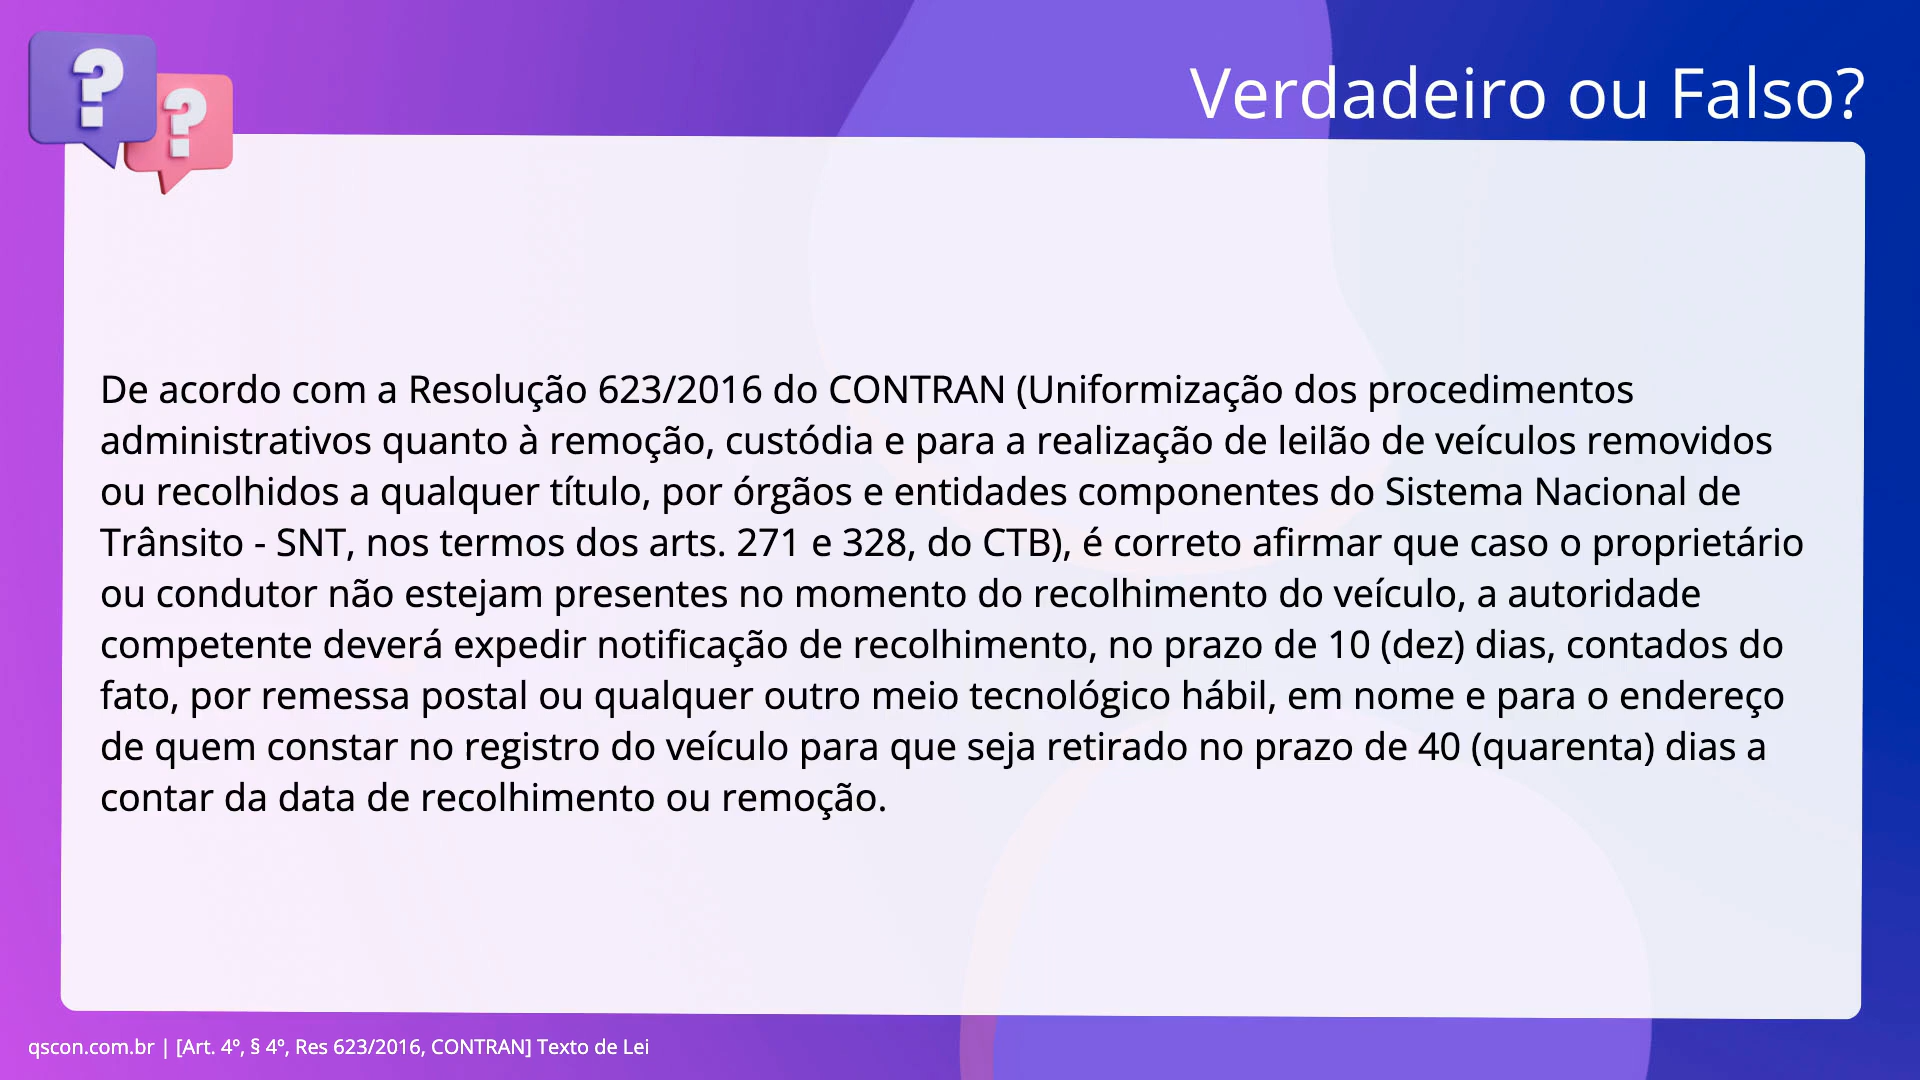 Verdadeiro ou Falso?
De acordo com a Resolução 623/2016 do CONTRAN (Uniformização dos procedimentos
administrativos quanto à remoção, custódia e para a realização de leilão de veículos removidos
ou recolhidos a qualquer título, por órgãos e entidades componentes do Sistema Nacional de
Trânsito - SNT, nos termos dos arts. 271 e 328, do CTB), é correto afirmar que caso o proprietário
ou condutor não estejam presentes no momento do recolhimento do veículo, a autoridade
competente deverá expedir notificação de recolhimento, no prazo de 10 (dez) dias, contados do
fato, por remessa postal ou qualquer outro meio tecnológico hábil, em nome e para o endereço
de quem constar no registro do veículo para que seja retirado no prazo de 40 (quarenta) dias a
contar da data de recolhimento ou remoção.
qscon.com.br | [Art. 4º, § 4º, Res 623/2016, CONTRAN] Texto de Lei